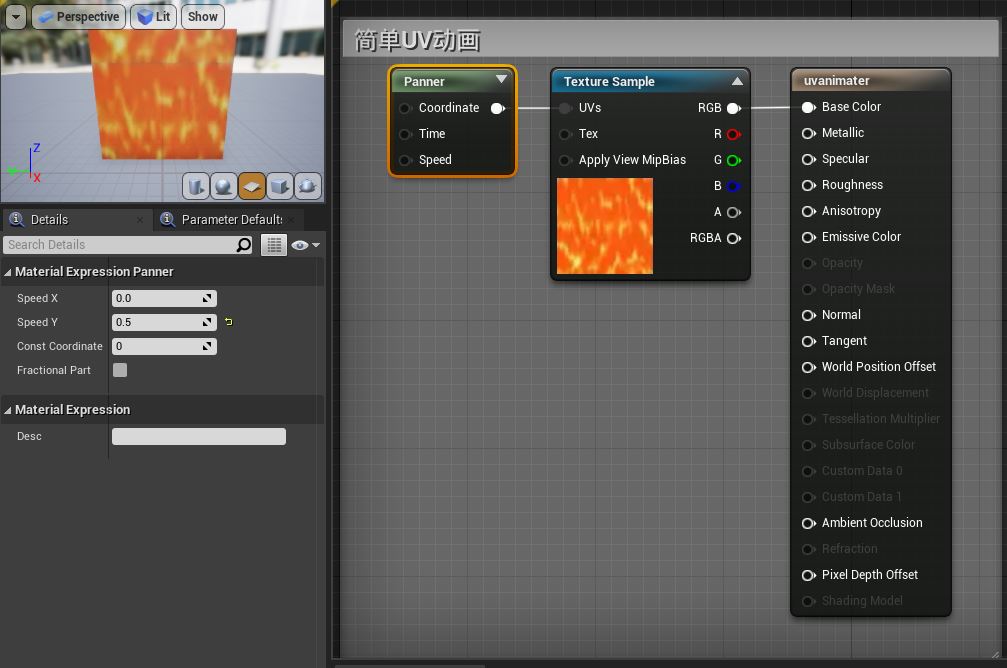 Perspective
Lit
Show
Z
X
Details
Parameter Defaults
Search Details
Material Expression Panner
Speed X
0.0
Speed Y
0.5
Const Coordinate
0
Fractional Part
Material Expression
Desc
简单UV动画
Panner
Coordinate
Time
Speed
Texture Sample
UVs
RGB
Tex
R
Apply View MipBias
G
B
A
RGBA
uvanimater
Base Color
Metallic
Specular
Roughness
Anisotropy
Emissive Color
Opacity
Opacity Mask
Normal
Tangent
World Position Offset
World Displacement
Tessellation Multiplier
Subsurface Color
Custom Data 0
Custom Data 1
Ambient Occlusion
Refraction
Pixel Depth Offset
Shading Model